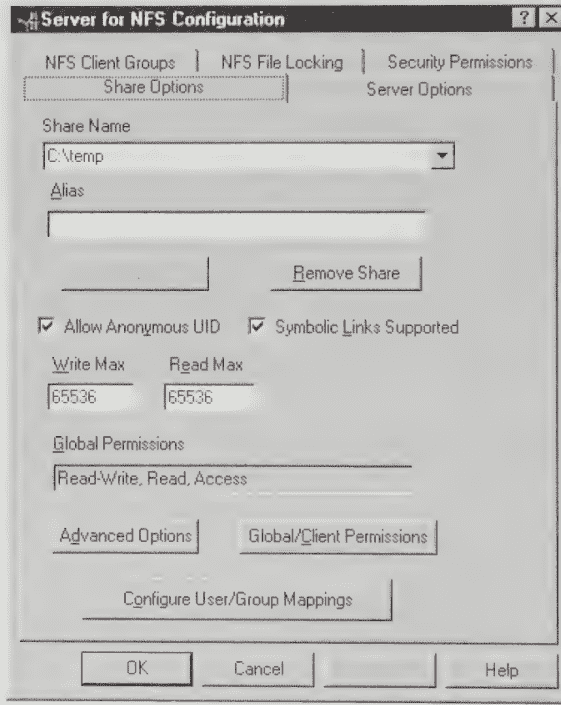 Server for NFS Configuration
NFS Client Groups
NFS File Locking
Security Permissions
Share Options
Server Options
Share Name
C:\temp
Alias
Remove Share
Allow Anonymous UID
Symbolic Links Supported
Write Max
Read Max
65536
65536
Global Permissions
Read-Write, Read, Access
Advanced Options
Global/Client Permissions
Configure User/Group Mappings
OK
Cancel
Help